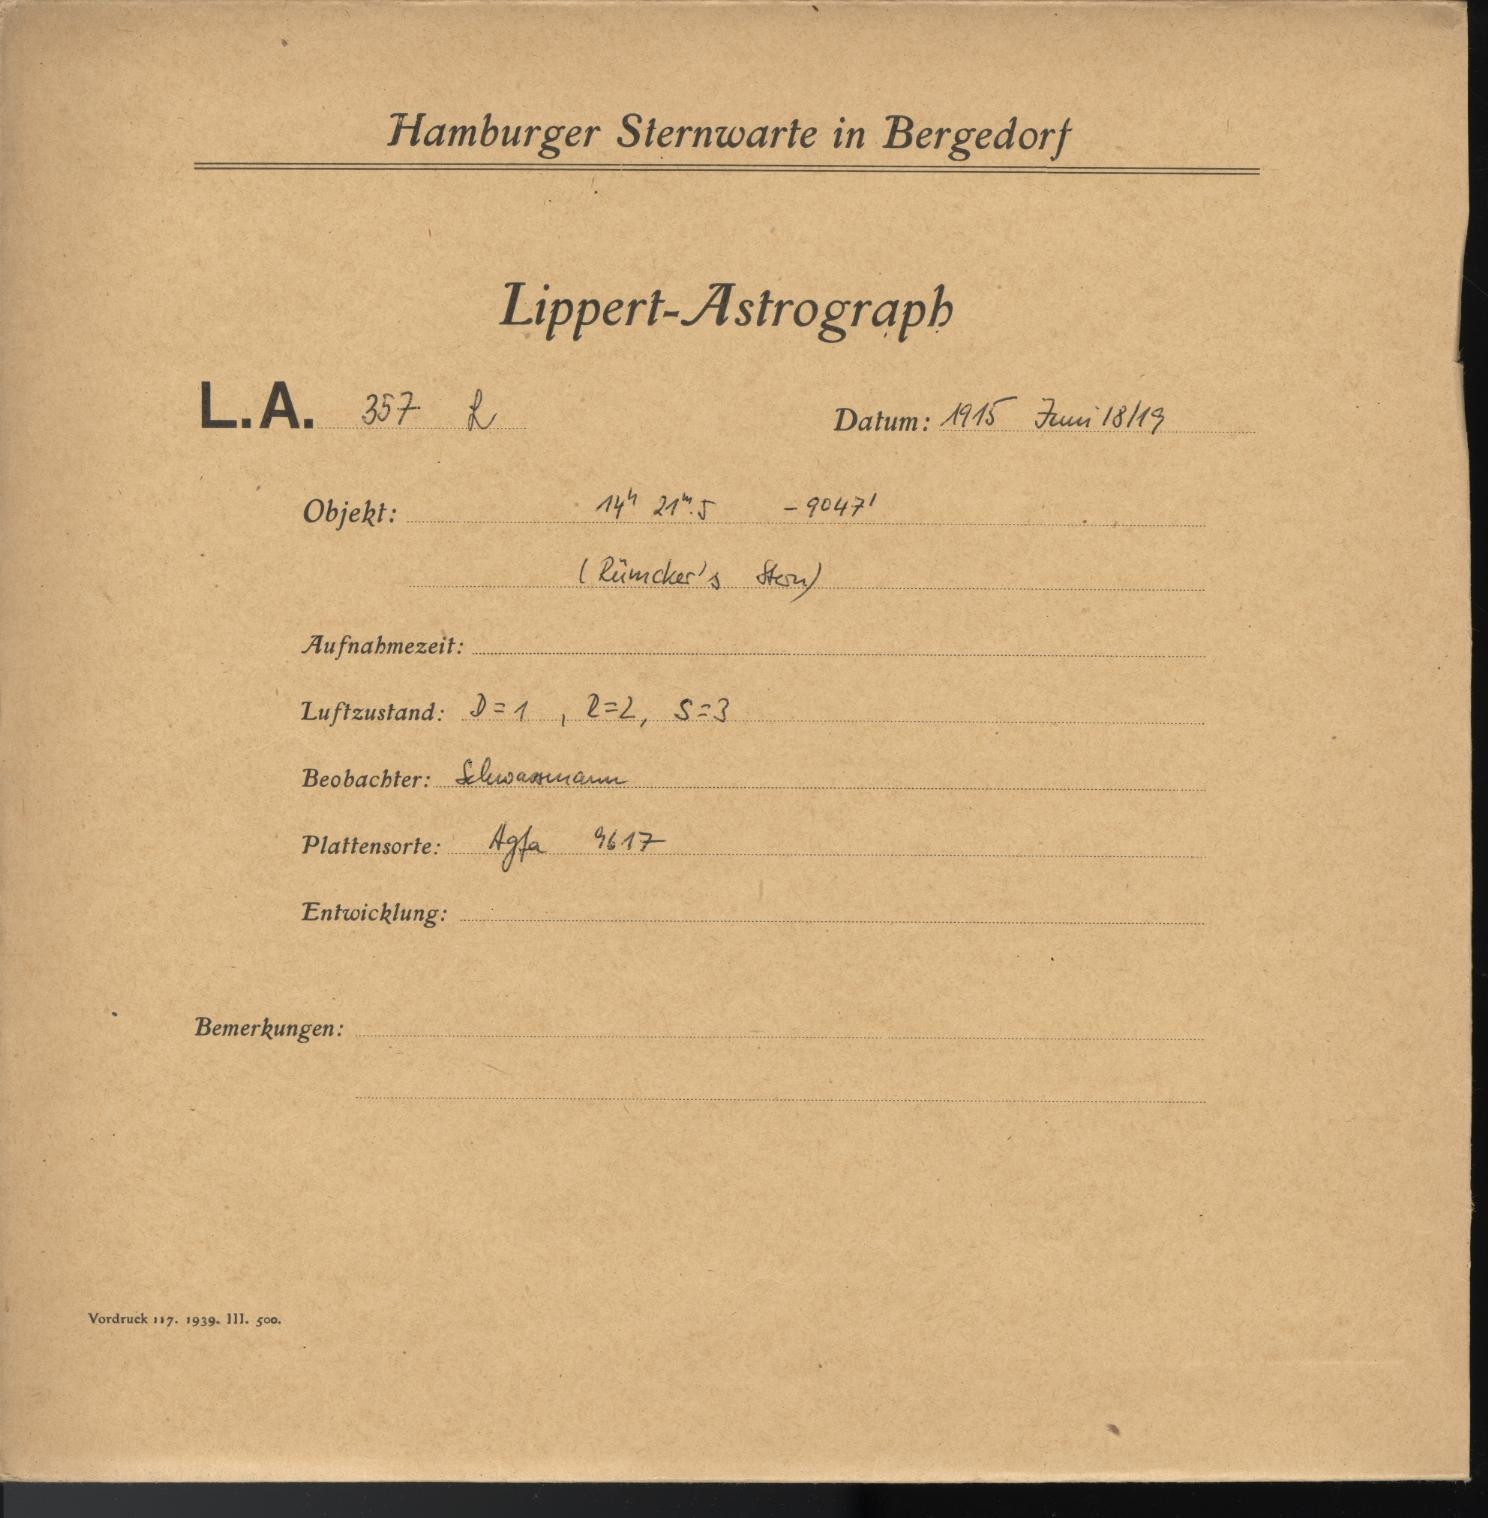 Hamburger Sternwarte in Bergedorf
Lippert-Astrograph
L.A. 357 L Datum: 1915 Juni 18/19
Objekt: 14h 21m.5 -9°47'
(Rümcker's Stern)
Aufnahmezeit:
Luftzustand: D=1, R=2, S=3
Beobachter: Schwassmann
Plattensorte: Agfa 9617
Entwicklung:
Bemerkungen:
Vordruck 117. 1939. III. 500.